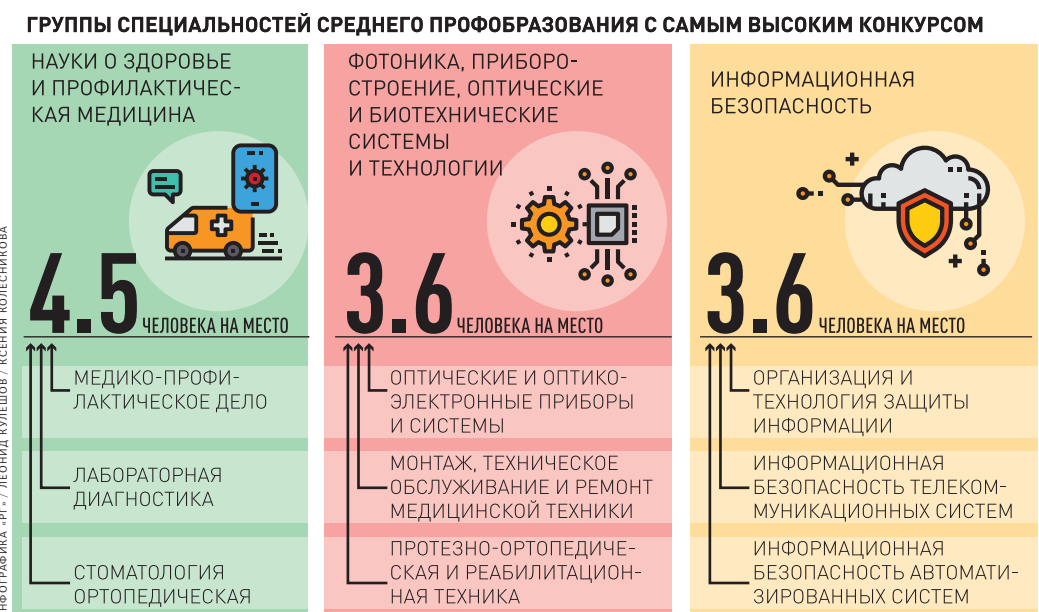 ГРУППЫ СПЕЦИАЛЬНОСТЕЙ СРЕДНЕГО ПРОФОБРАЗОВАНИЯ С САМЫМ ВЫСОКИМ КОНКУРСОМ
НАУКИ О ЗДОРОВЬЕ
И ПРОФИЛАКТИЧЕС-
КАЯ МЕДИЦИНА
4.5 ЧЕЛОВЕКА НА МЕСТО
МЕДИКО-ПРОФИ-
ЛАКТИЧЕСКОЕ ДЕЛО
ЛАБОРАТОРНАЯ
ДИАГНОСТИКА
СТОМАТОЛОГИЯ
ОРТОПЕДИЧЕСКАЯ
ФОТОНИКА, ПРИБОРО-
СТРОЕНИЕ, ОПТИЧЕСКИЕ
И БИОТЕХНИЧЕСКИЕ
СИСТЕМЫ
И ТЕХНОЛОГИИ
3.6 ЧЕЛОВЕКА НА МЕСТО
ОПТИЧЕСКИЕ И ОПТИКО-
ЭЛЕКТРОННЫЕ ПРИБОРЫ
И СИСТЕМЫ
МОНТАЖ, ТЕХНИЧЕСКОЕ
ОБСЛУЖИВАНИЕ И РЕМОНТ
МЕДИЦИНСКОЙ ТЕХНИКИ
ПРОТЕЗНО-ОРТОПЕДИЧЕ-
СКАЯ И РЕАБИЛИТАЦИОН-
НАЯ ТЕХНИКА
ИНФОРМАЦИОННАЯ
БЕЗОПАСНОСТЬ
3.6 ЧЕЛОВЕКА НА МЕСТО
ОРГАНИЗАЦИЯ И
ТЕХНОЛОГИЯ ЗАЩИТЫ
ИНФОРМАЦИИ
ИНФОРМАЦИОННАЯ
БЕЗОПАСНОСТЬ ТЕЛЕКОМ-
МУНИКАЦИОННЫХ СИСТЕМ
ИНФОРМАЦИОННАЯ
БЕЗОПАСНОСТЬ АВТОМАТИ-
ЗИРОВАННЫХ СИСТЕМ
НФОГРАФИКА «РГ» / ЛЕОНИД КУЛЕШОВ / КСЕНИЯ КОЛЕСНИКОВА